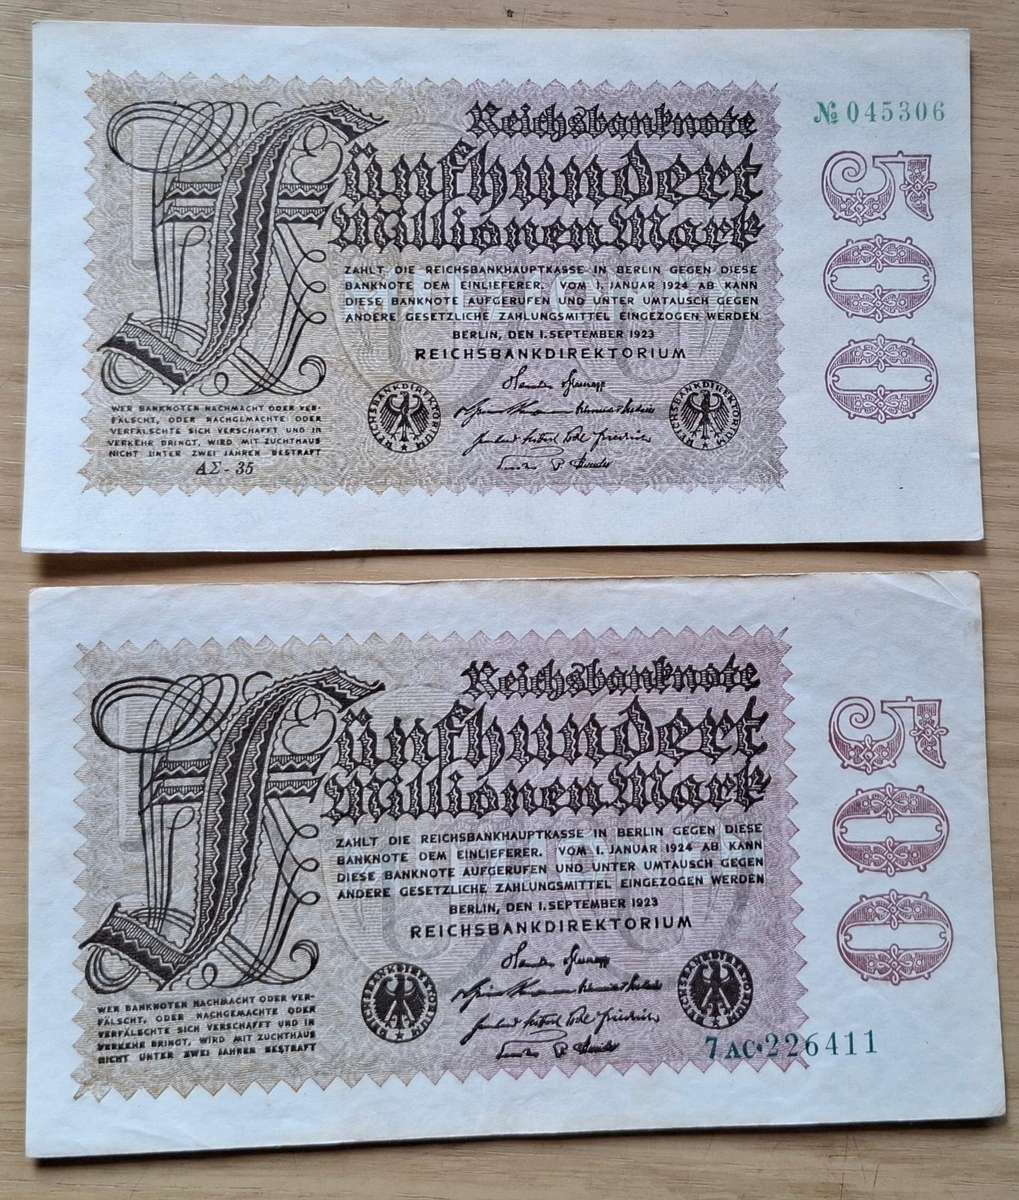 Reichsbanknote
№ 045306
Fünfhundert
Millionen Mark
500
ZAHLT DIE REICHSBANKHAUPTKASSE IN BERLIN GEGEN DIESE
BANKNOTE DEM EINLIEFERER. VOM 1. JANUAR 1924 AB KANN
DIESE BANKNOTE AUFGERUFEN UND UNTER UMTAUSCH GEGEN
ANDERE GESETZLICHE ZAHLUNGSMITTEL EINGEZOGEN WERDEN
BERLIN, DEN 1. SEPTEMBER 1923
REICHSBANKDIREKTORIUM
REICHSBANKDIREKTORIUM
REICHSBANKDIREKTORIUM
WER BANKNOTEN NACHMACHT ODER VER-
FÄLSCHT, ODER NACHGEMACHTE ODER
VERFÄLSCHTE SICH VERSCHAFFT UND IN
VERKEHR BRINGT, WIRD MIT ZUCHTHAUS
NICHT UNTER ZWEI JAHREN BESTRAFT
AΣ-35
Reichsbanknote
Fünfhundert
Millionen Mark
500
ZAHLT DIE REICHSBANKHAUPTKASSE IN BERLIN GEGEN DIESE
BANKNOTE DEM EINLIEFERER. VOM 1. JANUAR 1924 AB KANN
DIESE BANKNOTE AUFGERUFEN UND UNTER UMTAUSCH GEGEN
ANDERE GESETZLICHE ZAHLUNGSMITTEL EINGEZOGEN WERDEN
BERLIN, DEN 1. SEPTEMBER 1923
REICHSBANKDIREKTORIUM
REICHSBANKDIREKTORIUM
REICHSBANKDIREKTORIUM
WER BANKNOTEN NACHMACHT ODER VER-
FÄLSCHT, ODER NACHGEMACHTE ODER
VERFÄLSCHTE SICH VERSCHAFFT UND IN
VERKEHR BRINGT, WIRD MIT ZUCHTHAUS
NICHT UNTER ZWEI JAHREN BESTRAFT
7AC·226411